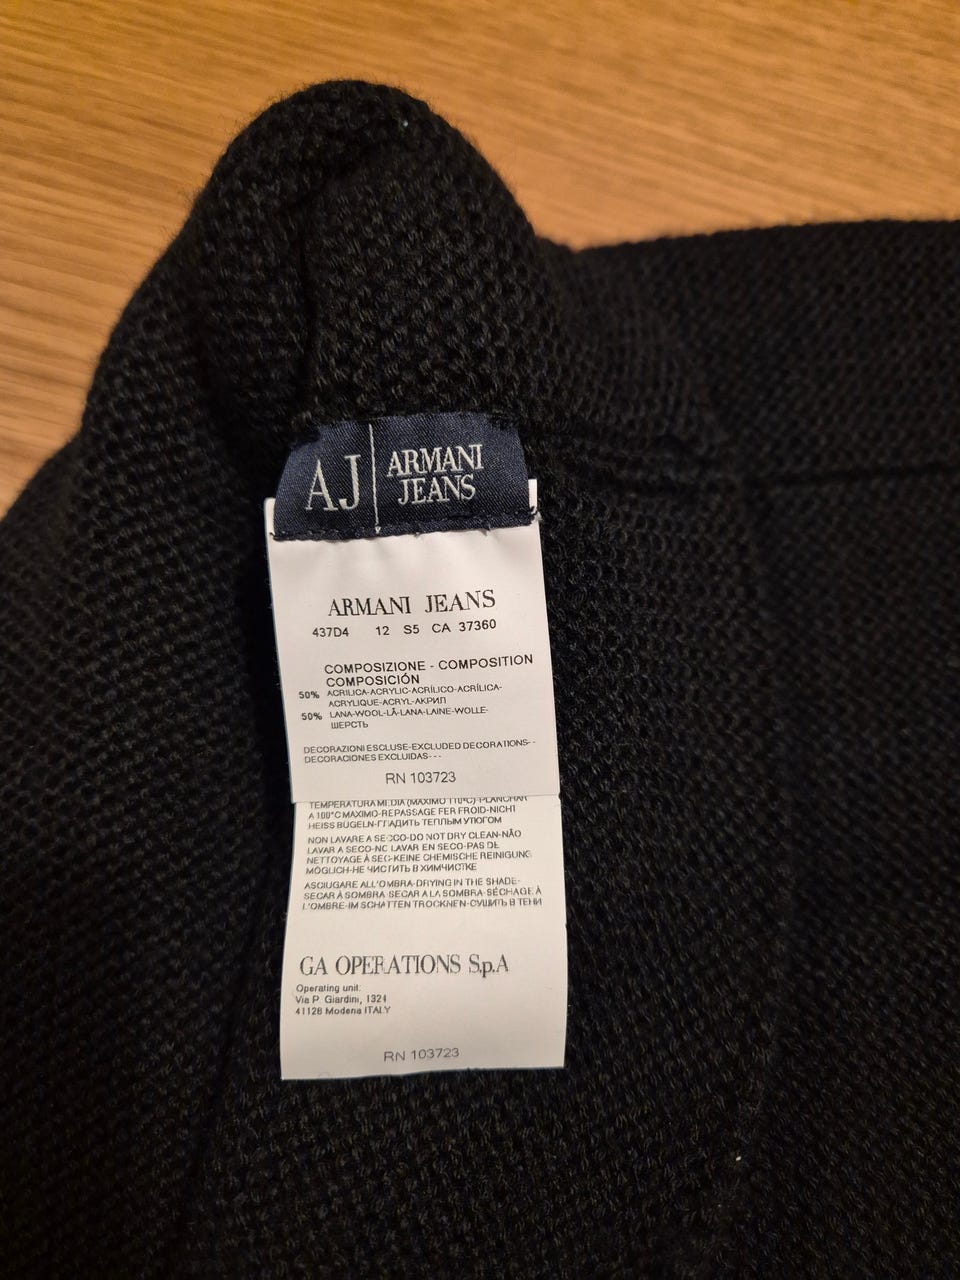 AJ
ARMANI
JEANS
ARMANI JEANS
437D4 12 S5 CA 37360
COMPOSIZIONE - COMPOSITION
COMPOSICIÓN
50% ACRILICA-ACRYLIC-ACRÍLICO-ACRÍLICA-
ACRYLIQUE-ACRYL-АКРИЛ
50% LANA-WOOL-LÃ-LANA-LAINE-WOLLE-
ШЕРСТЬ
DECORAZIONI ESCLUSE-EXCLUDED DECORATIONS--
DECORACIONES EXCLUIDAS---
RN 103723
TEMPERATURA MEDIA (MAXIMO 110°C)-PLANCHAR
A 100°C MAXIMO-REPASSAGE FER FROID-NICHT
HEISS BÜGELN-ГЛАДИТЬ ТЕПЛЫМ УТЮГОМ
NON LAVARE A SECCO-DO NOT DRY CLEAN-NÃO
LAVAR A SECO-NO LAVAR EN SECO-PAS DE
NETTOYAGE À SEC-KEINE CHEMISCHE REINIGUNG
MÖGLICH-НЕ ЧИСТИТЬ В ХИМЧИСТКЕ
ASCIUGARE ALL'OMBRA-DRYING IN THE SHADE-
SECAR À SOMBRA-SECAR A LA SOMBRA-SÉCHAGE À
L'OMBRE-IM SCHATTEN TROCKNEN-СУШИТЬ В ТЕНИ
GA OPERATIONS S.p.A
Operating unit:
Via P. Giardini, 1324
41126 Modena ITALY
RN 103723